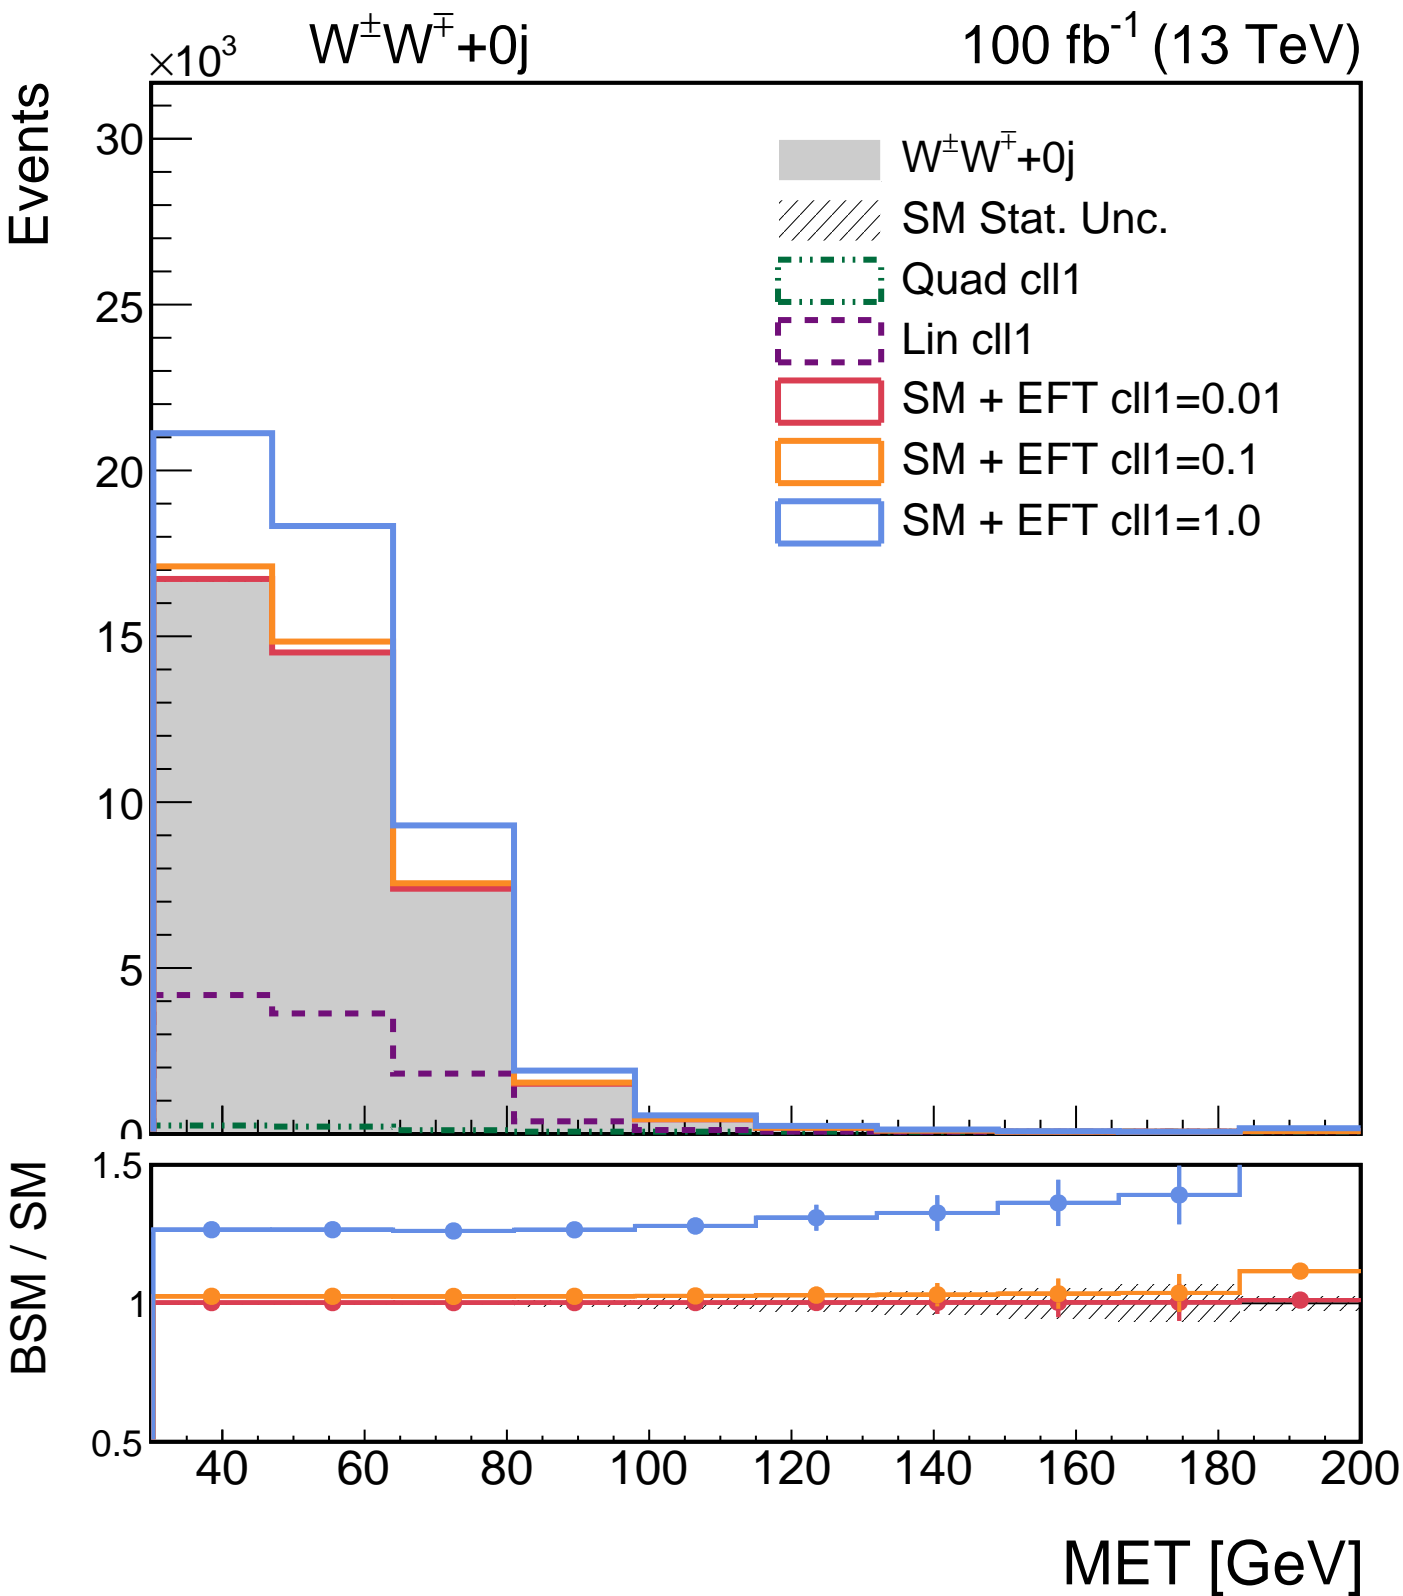 W±W∓+0j 100 fb-1 (13 TeV)
×10³
Events
30
25
20
15
10
5
0
W±W∓+0j
SM Stat. Unc.
Quad cll1
Lin cll1
SM + EFT cll1=0.01
SM + EFT cll1=0.1
SM + EFT cll1=1.0
BSM / SM
1.5
1
0.5
40 60 80 100 120 140 160 180 200
MET [GeV]